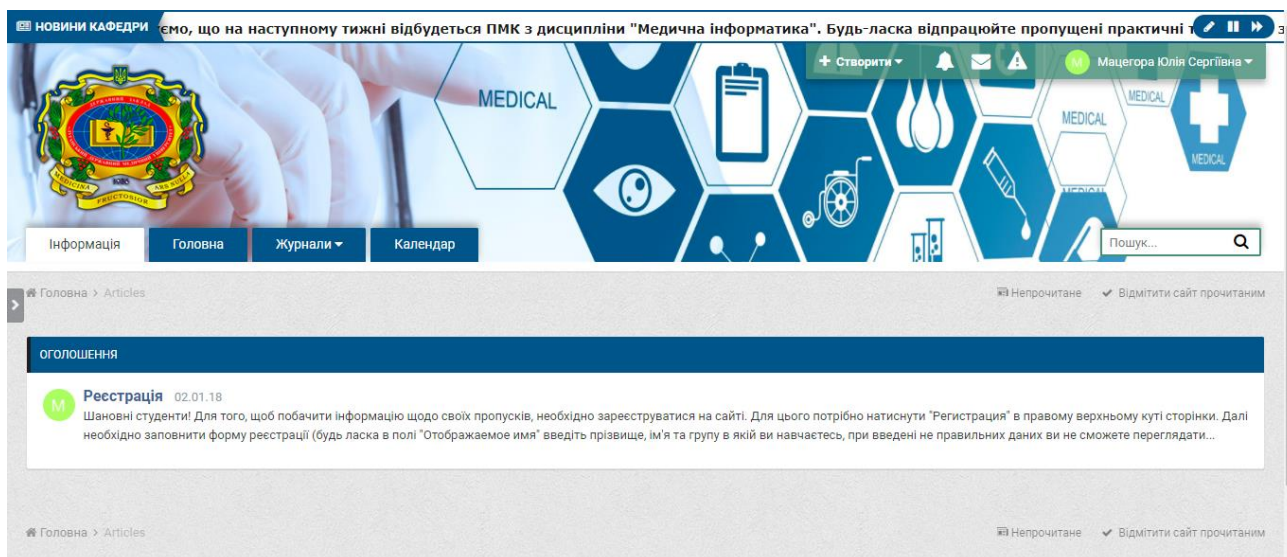 НОВИНИ КАФЕДРИ
ємо, що на наступному тижні відбудеться ПМК з дисципліни "Медична інформатика". Будь-ласка відпрацюйте пропущені практичні
+ Створити
М Мацегора Юлія Сергіївна
MEDICAL
MEDICAL
MEDICAL
MEDICAL
MEDICINA
ARS NOBILIS
FRUCTORIOR
Інформація Головна Журнали Календар
Пошук...
Головна > Articles
Непрочитане Відмітити сайт прочитаним
ОГОЛОШЕННЯ
М
Реєстрація 02.01.18
Шановні студенти! Для того, щоб побачити інформацію щодо своїх пропусків, необхідно зареєструватися на сайті. Для цього потрібно натиснути "Регистрация" в правому верхньому куті сторінки. Далі
необхідно заповнити форму реєстрації (будь ласка в полі "Отображаемое имя" введіть прізвище, ім'я та групу в якій ви навчаєтесь, при введені не правильних даних ви не сможете переглядати...
Головна > Articles
Непрочитане Відмітити сайт прочитаним